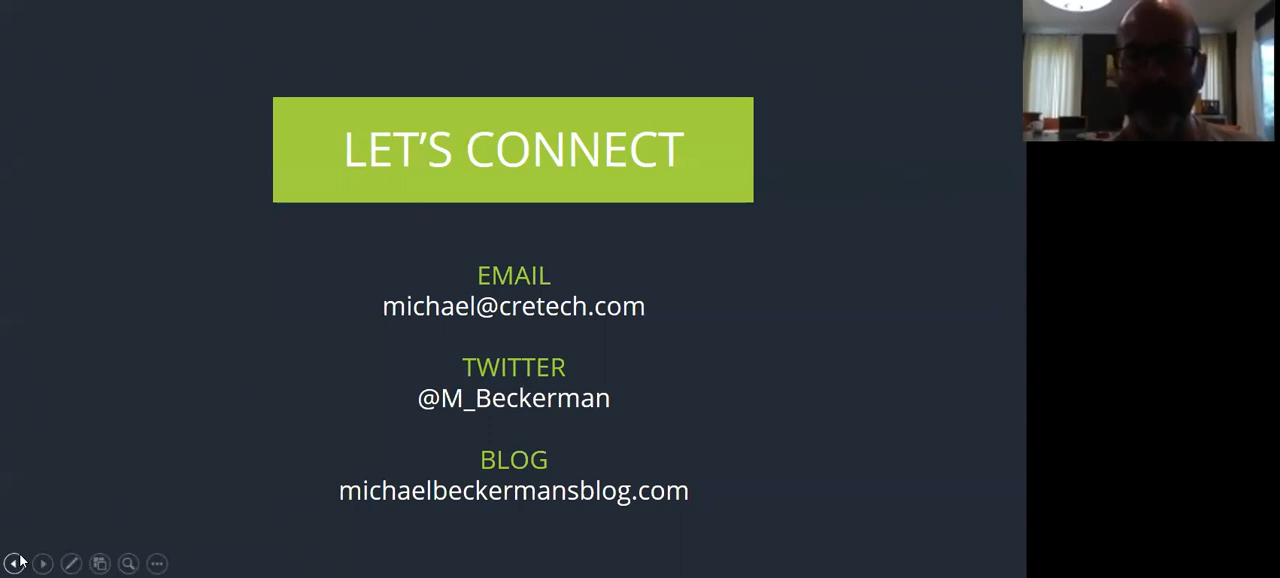 LET'S CONNECT
EMAIL
michael@cretech.com
TWITTER
@M_Beckerman
BLOG
michaelbeckermansblog.com